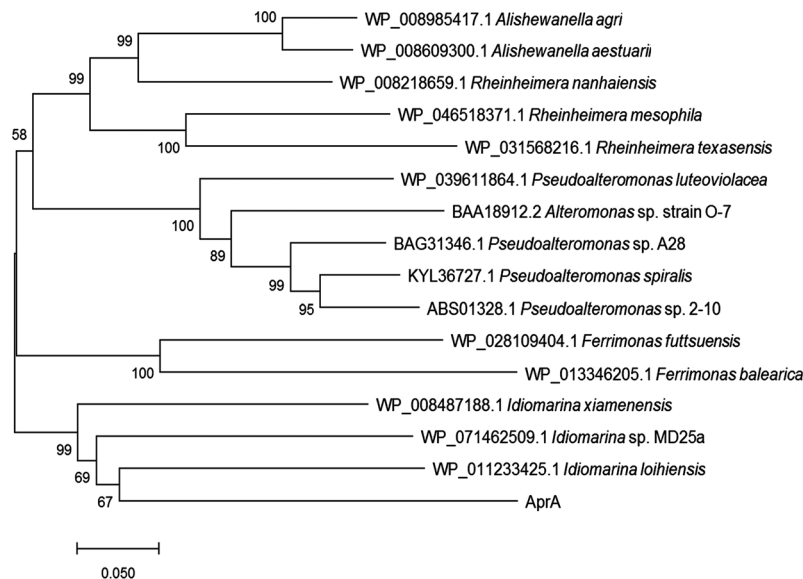 100
WP_008985417.1 Alishewanella agri
99
WP_008609300.1 Alishewanella aestuarii
99
WP_008218659.1 Rheinheimera nanhaiensis
WP_046518371.1 Rheinheimera mesophila
58
100
WP_031568216.1 Rheinheimera texasensis
WP_039611864.1 Pseudoalteromonas luteoviolacea
100
BAA18912.2 Alteromonas sp. strain O-7
89
BAG31346.1 Pseudoalteromonas sp. A28
99
KYL36727.1 Pseudoalteromonas spiralis
95
ABS01328.1 Pseudoalteromonas sp. 2-10
WP_028109404.1 Ferrimonas futtsuensis
100
WP_013346205.1 Ferrimonas balearica
WP_008487188.1 Idiomarina xiamenensis
99
WP_071462509.1 Idiomarina sp. MD25a
69
WP_011233425.1 Idiomarina loihiensis
67
AprA
0.050